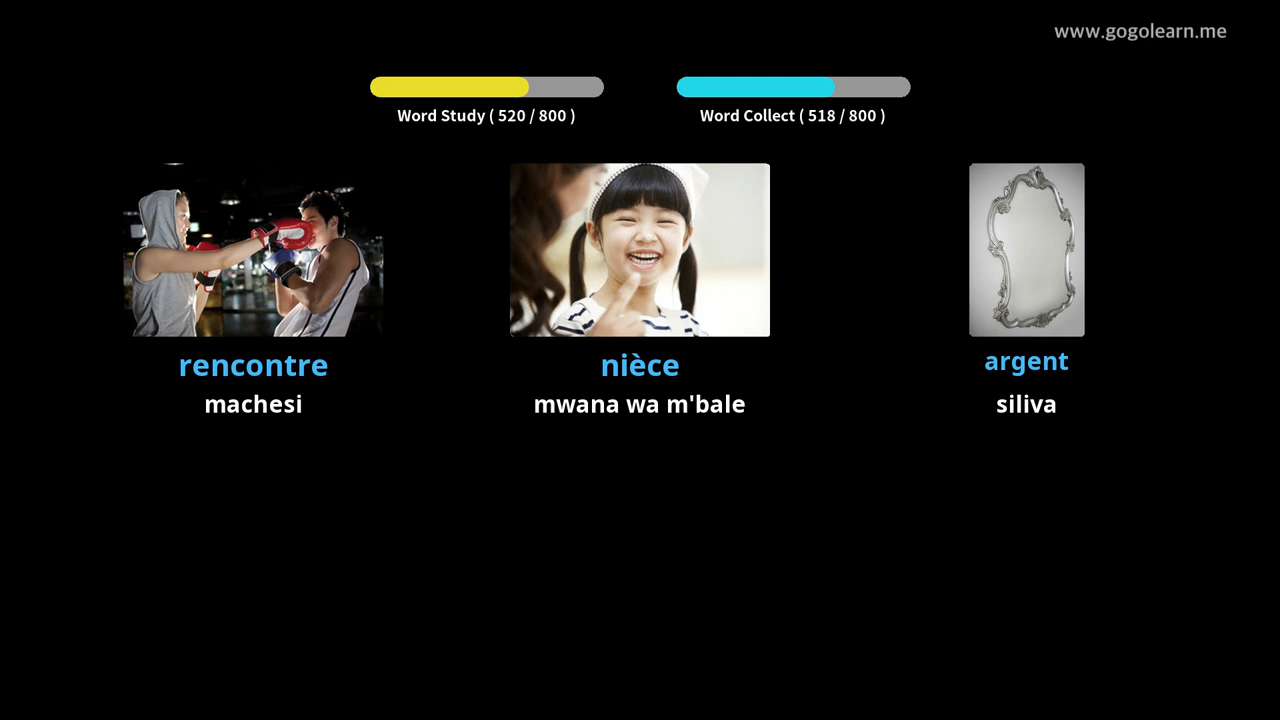 www.gogolearn.me
Word Study ( 520 / 800 )
Word Collect ( 518 / 800 )
rencontre
nièce
argent
machesi
mwana wa m'bale
siliva